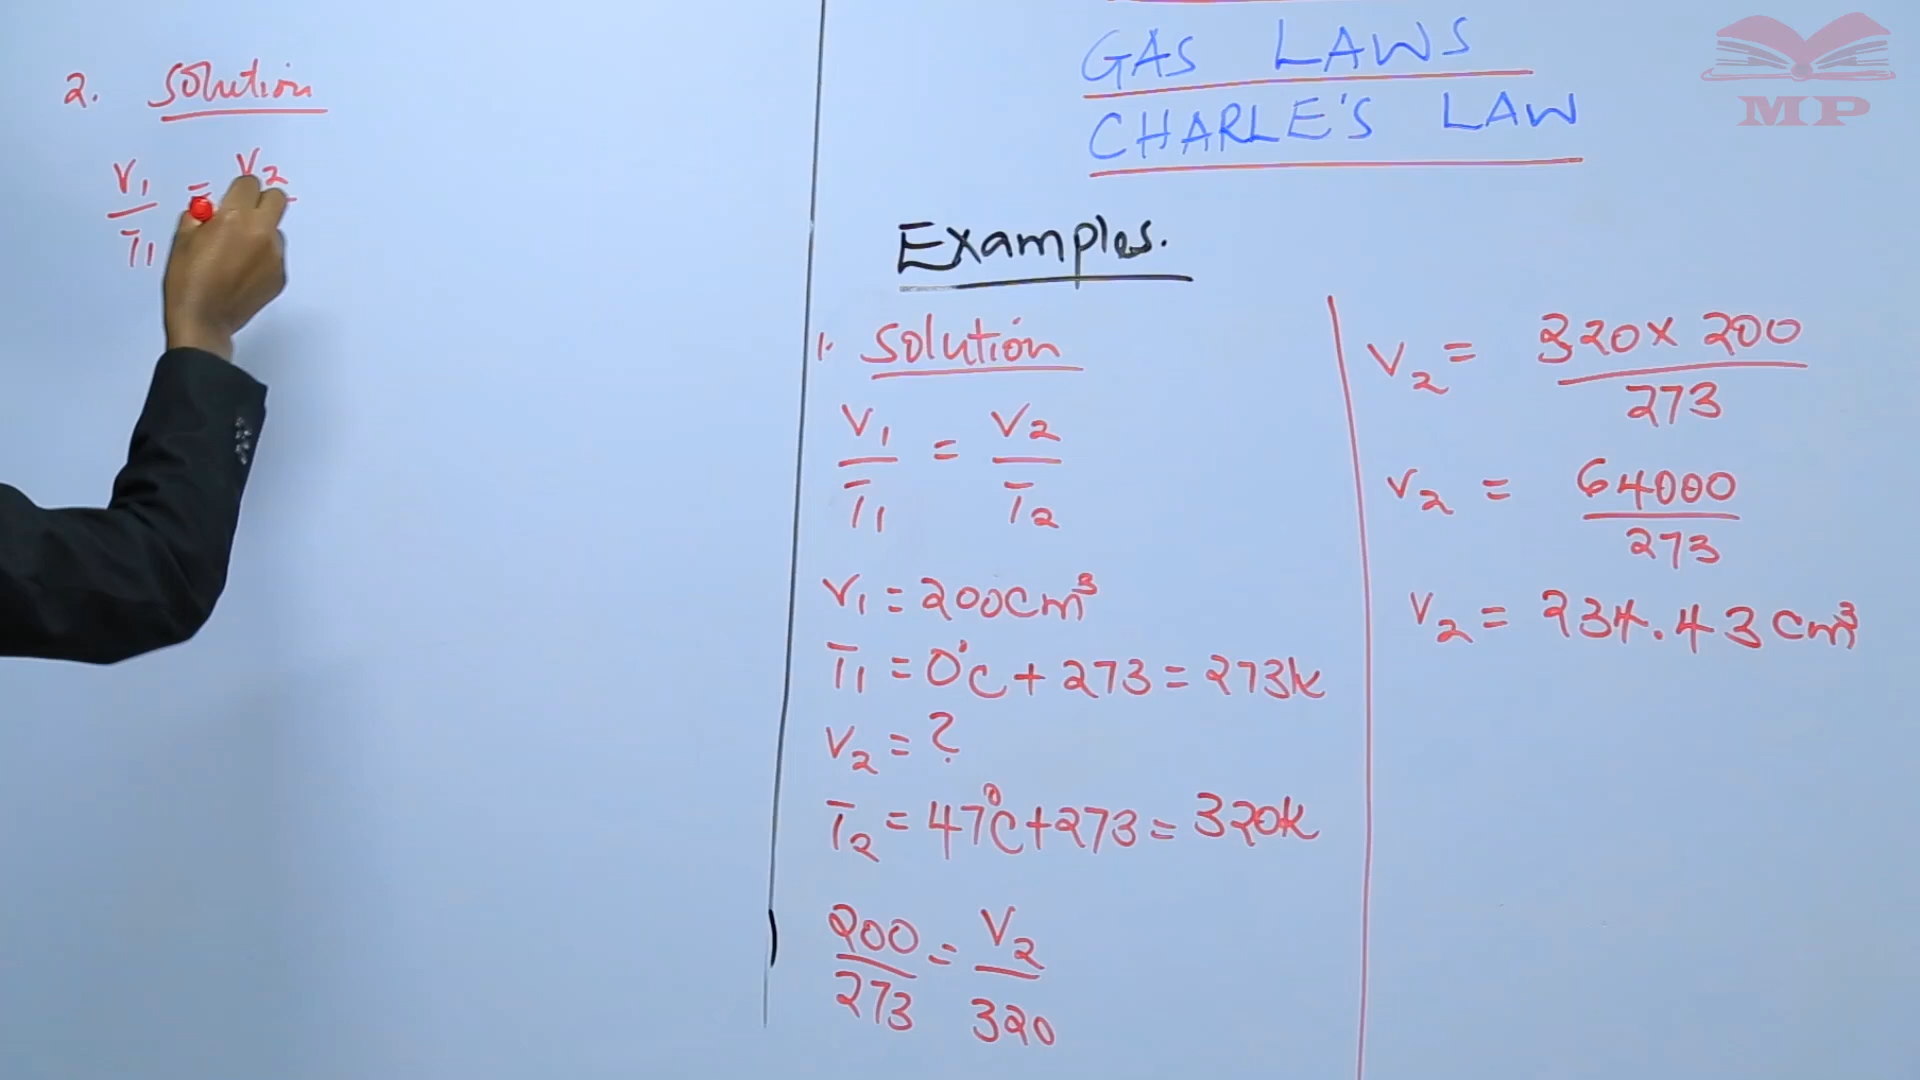 2. Solution
V1 = V2
T1
GAS LAWS
CHARLE'S LAW
MP
Examples.
1. Solution
V1 = V2
T1 T2
V1 = 200cm³
T1 = 0°C + 273 = 273k
V2 = ?
T2 = 47°C + 273 = 320k
200 = V2
273 320
V2 = 320 x 200
273
V2 = 64000
273
V2 = 234.43 cm³